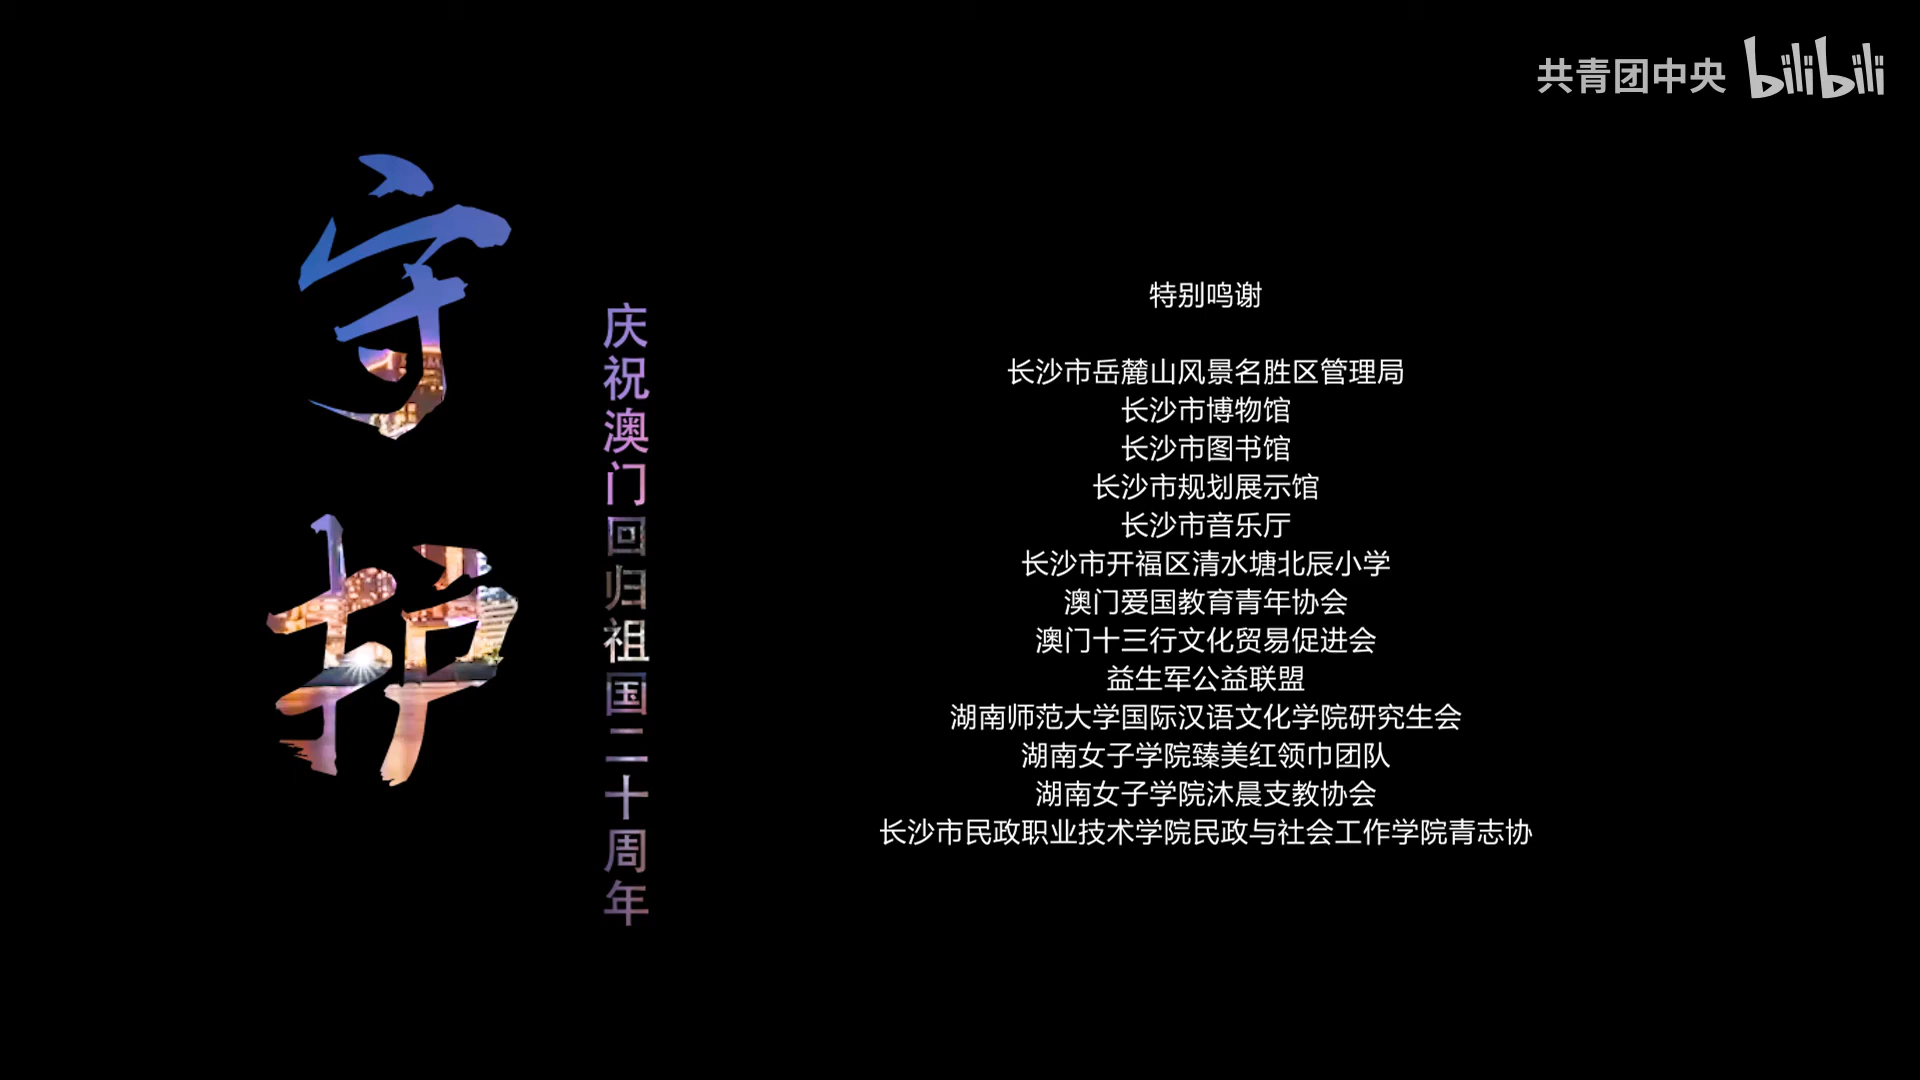 共青团中央 bilibili
守护
庆祝澳门回归祖国二十周年
特别鸣谢
长沙市岳麓山风景名胜区管理局
长沙市博物馆
长沙市图书馆
长沙市规划展示馆
长沙市音乐厅
长沙市开福区清水塘北辰小学
澳门爱国教育青年协会
澳门十三行文化贸易促进会
益生军公益联盟
湖南师范大学国际汉语文化学院研究生会
湖南女子学院臻美红领巾团队
湖南女子学院沐晨支教协会
长沙市民政职业技术学院民政与社会工作学院青志协